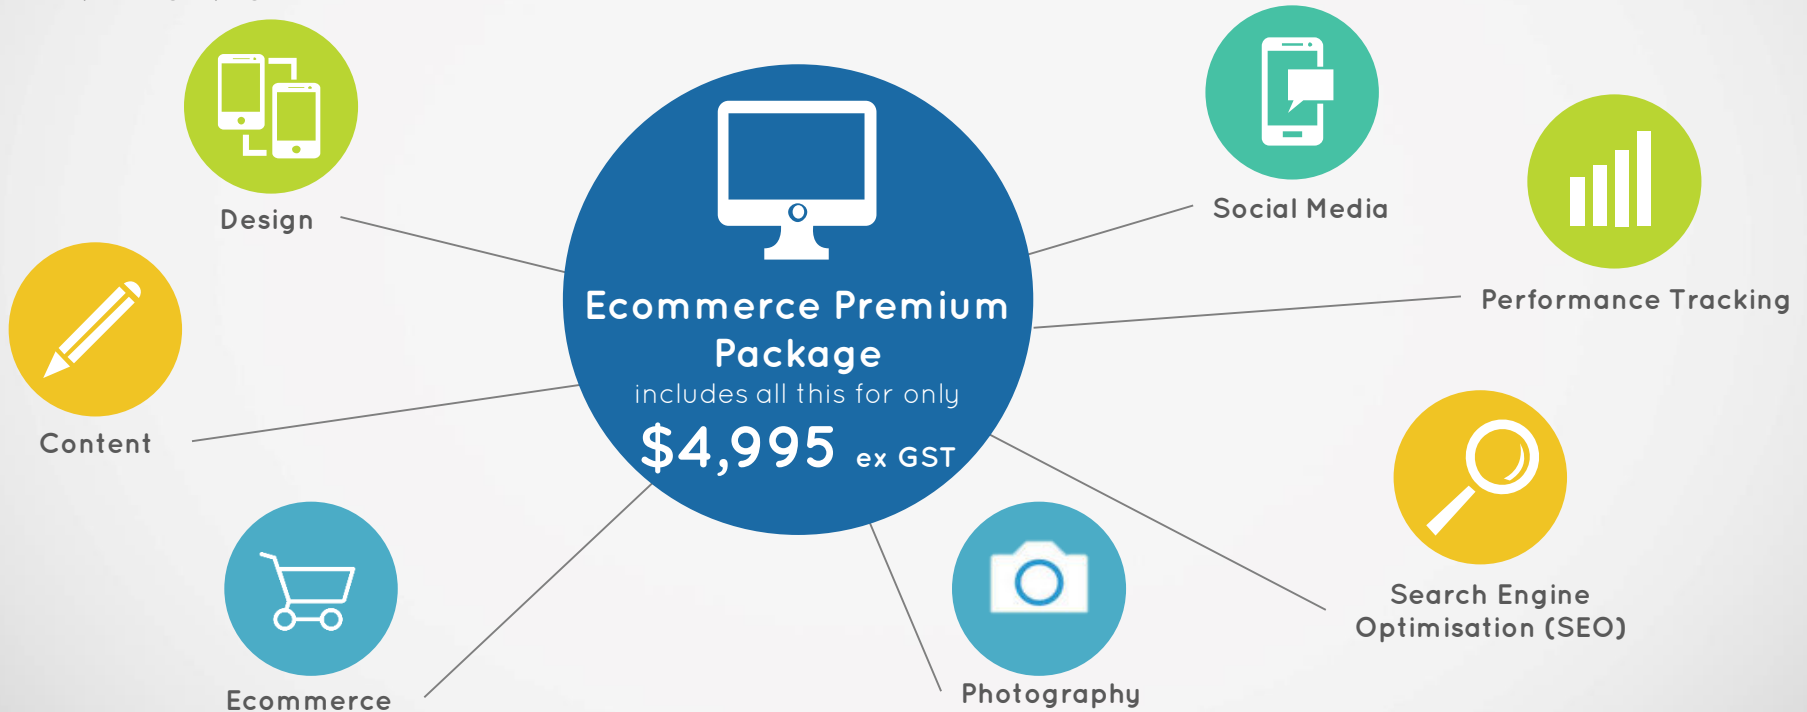 Design
Social Media
Performance Tracking
Ecommerce Premium
Package
includes all this for only
$4,995 ex GST
Content
Search Engine
Optimisation (SEO)
Ecommerce
Photography